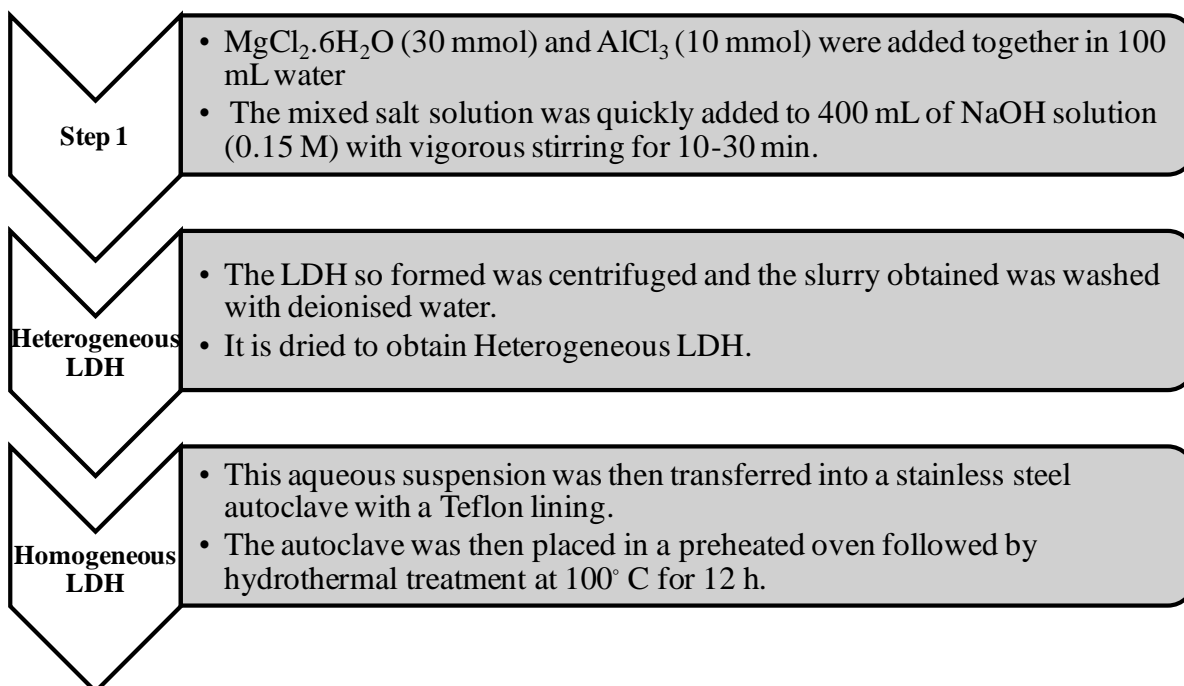 Step 1
• MgCl₂.6H₂O (30 mmol) and AlCl₃ (10 mmol) were added together in 100
mL water
• The mixed salt solution was quickly added to 400 mL of NaOH solution
(0.15 M) with vigorous stirring for 10-30 min.
Heterogeneous
LDH
• The LDH so formed was centrifuged and the slurry obtained was washed
with deionised water.
• It is dried to obtain Heterogeneous LDH.
Homogeneous
LDH
• This aqueous suspension was then transferred into a stainless steel
autoclave with a Teflon lining.
• The autoclave was then placed in a preheated oven followed by
hydrothermal treatment at 100° C for 12 h.